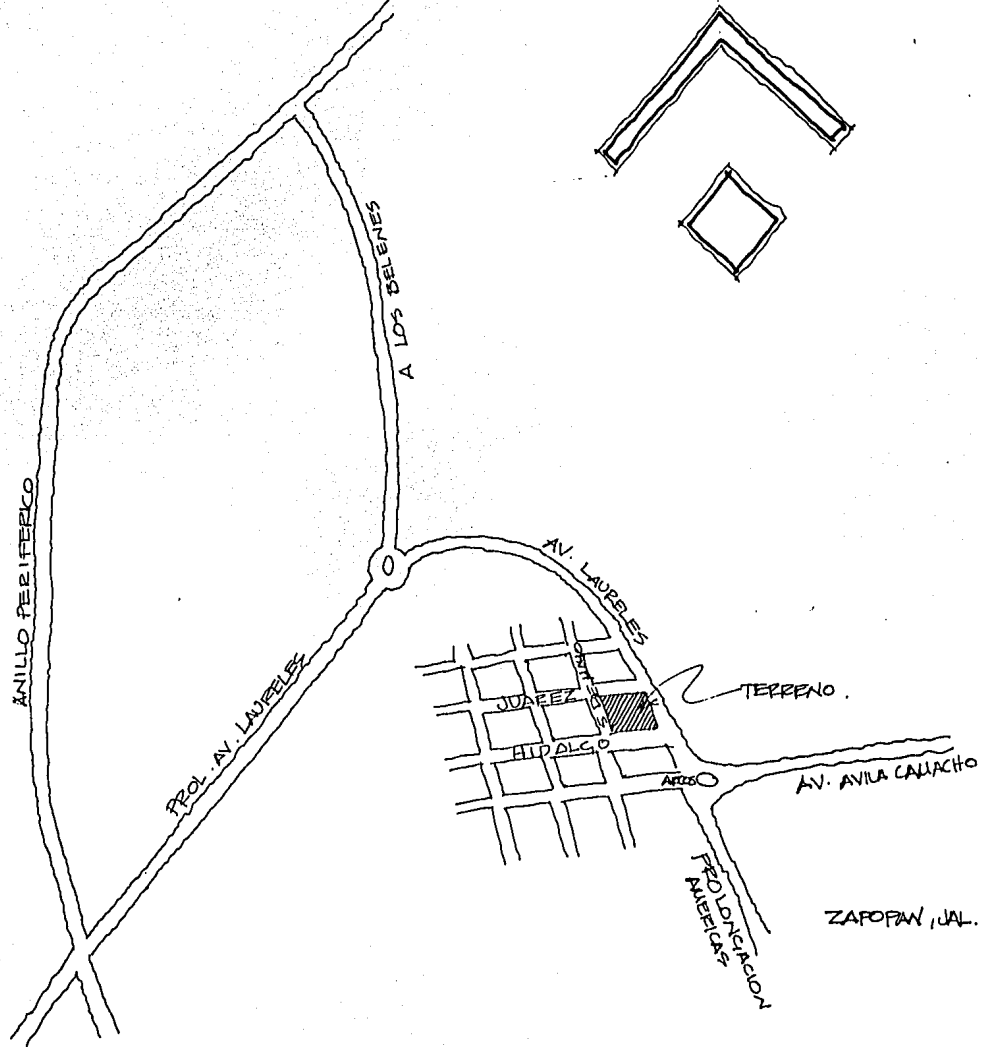 A LOS BELENES
ANILLO PERIFERICO
AV. LAURELES
PROL. AV. LAURELES
JUAREZ
HIDALGO
TERRENO.
ARCOS
AV. AVILA CAMACHO
PROLONGACION
AMERICAS
ZAPOPAN, JAL.